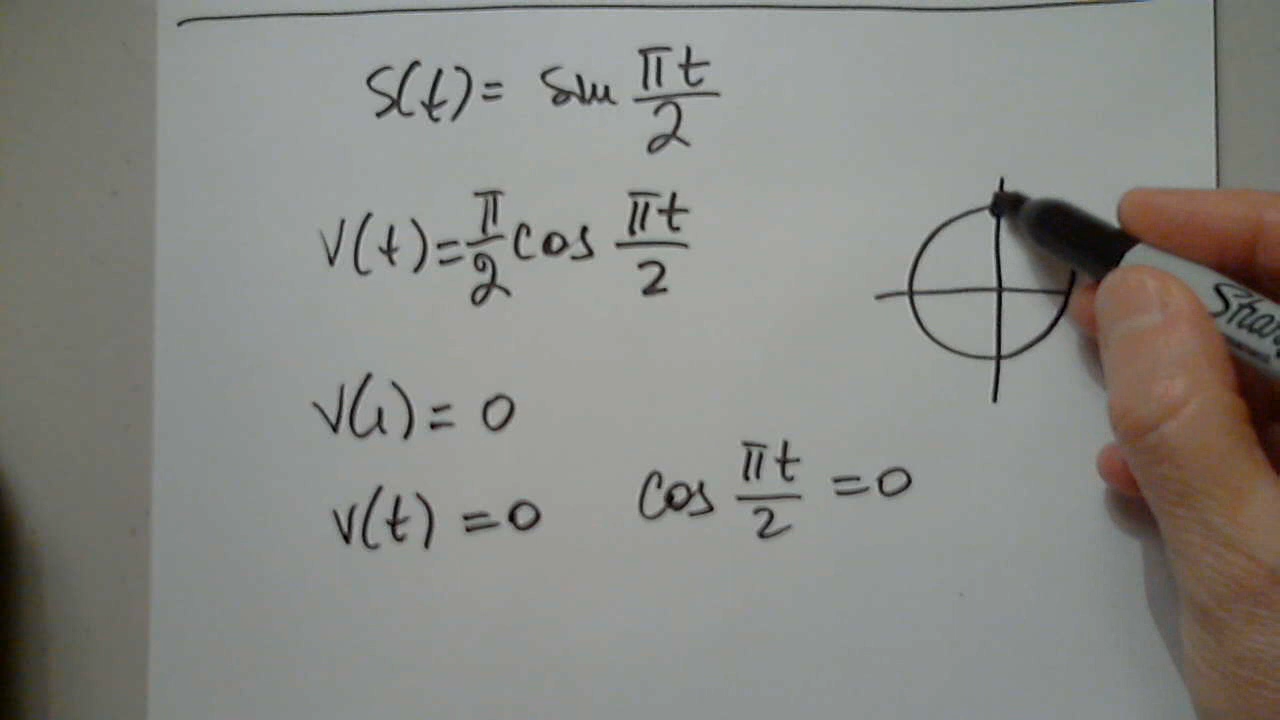 S(t) = sin πt/2
V(t) = π/2 cos πt/2
V(1) = 0
V(t) = 0 cos πt/2 = 0